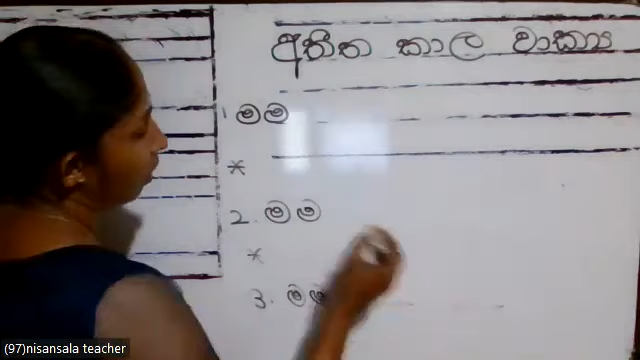 අතීත කාල වාක්‍ය
1 මම
*
2. මම
*
3. මම
(97)nisansala teacher